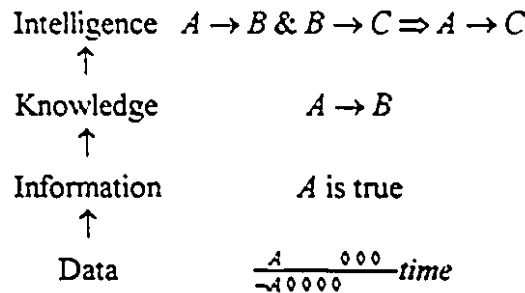 Intelligence A → B & B → C ⇒ A → C
↑
Knowledge A → B
↑
Information A is true
↑
Data A 000 time
¬A 0000